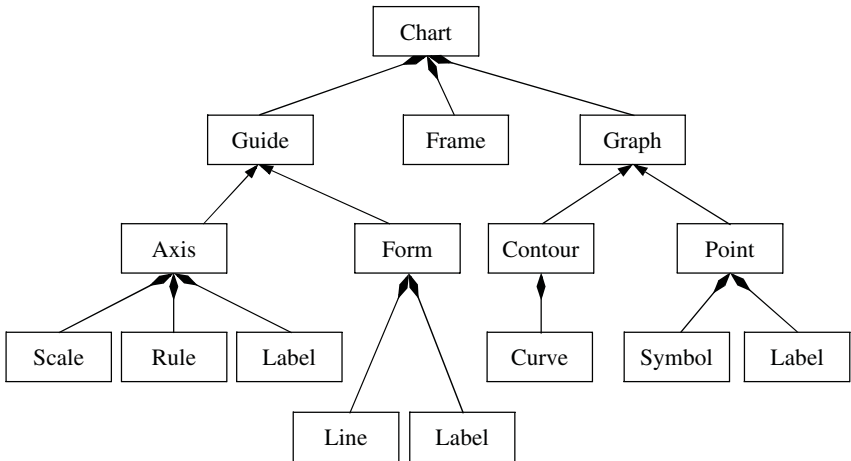 Chart
Guide
Frame
Graph
Axis
Form
Contour
Point
Scale
Rule
Label
Curve
Symbol
Label
Line
Label